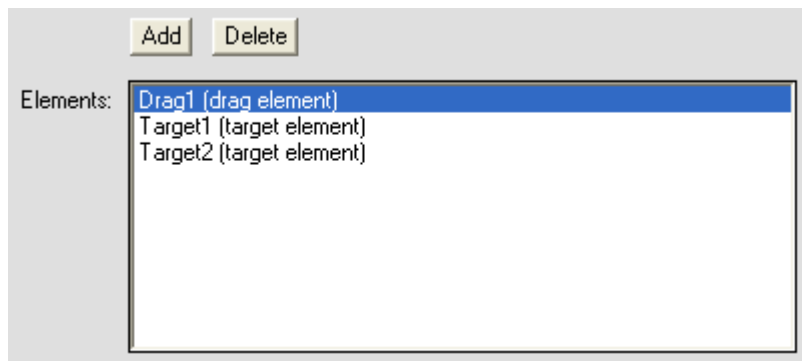 Add Delete
Elements: Drag1 (drag element)
Target1 (target element)
Target2 (target element)